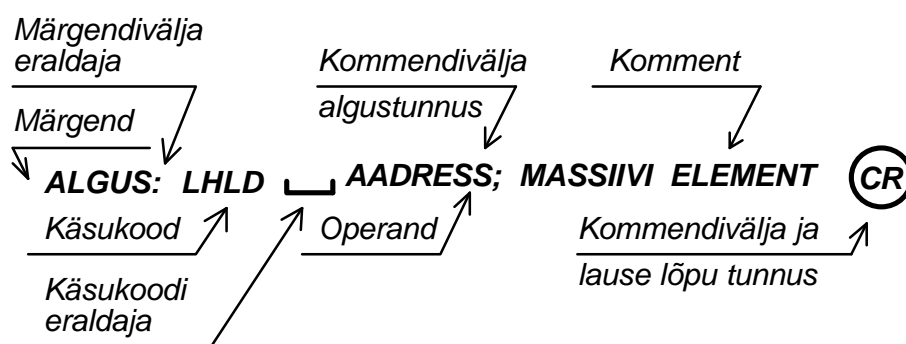 Märgendivälja
eraldaja
Kommendivälja
algustunnus
Komment
Märgend
ALGUS: LHLD ⎵ AADRESS; MASSIIVI ELEMENT CR
Käsukood
Operand
Kommendivälja ja
lause lõpu tunnus
Käsukoodi
eraldaja